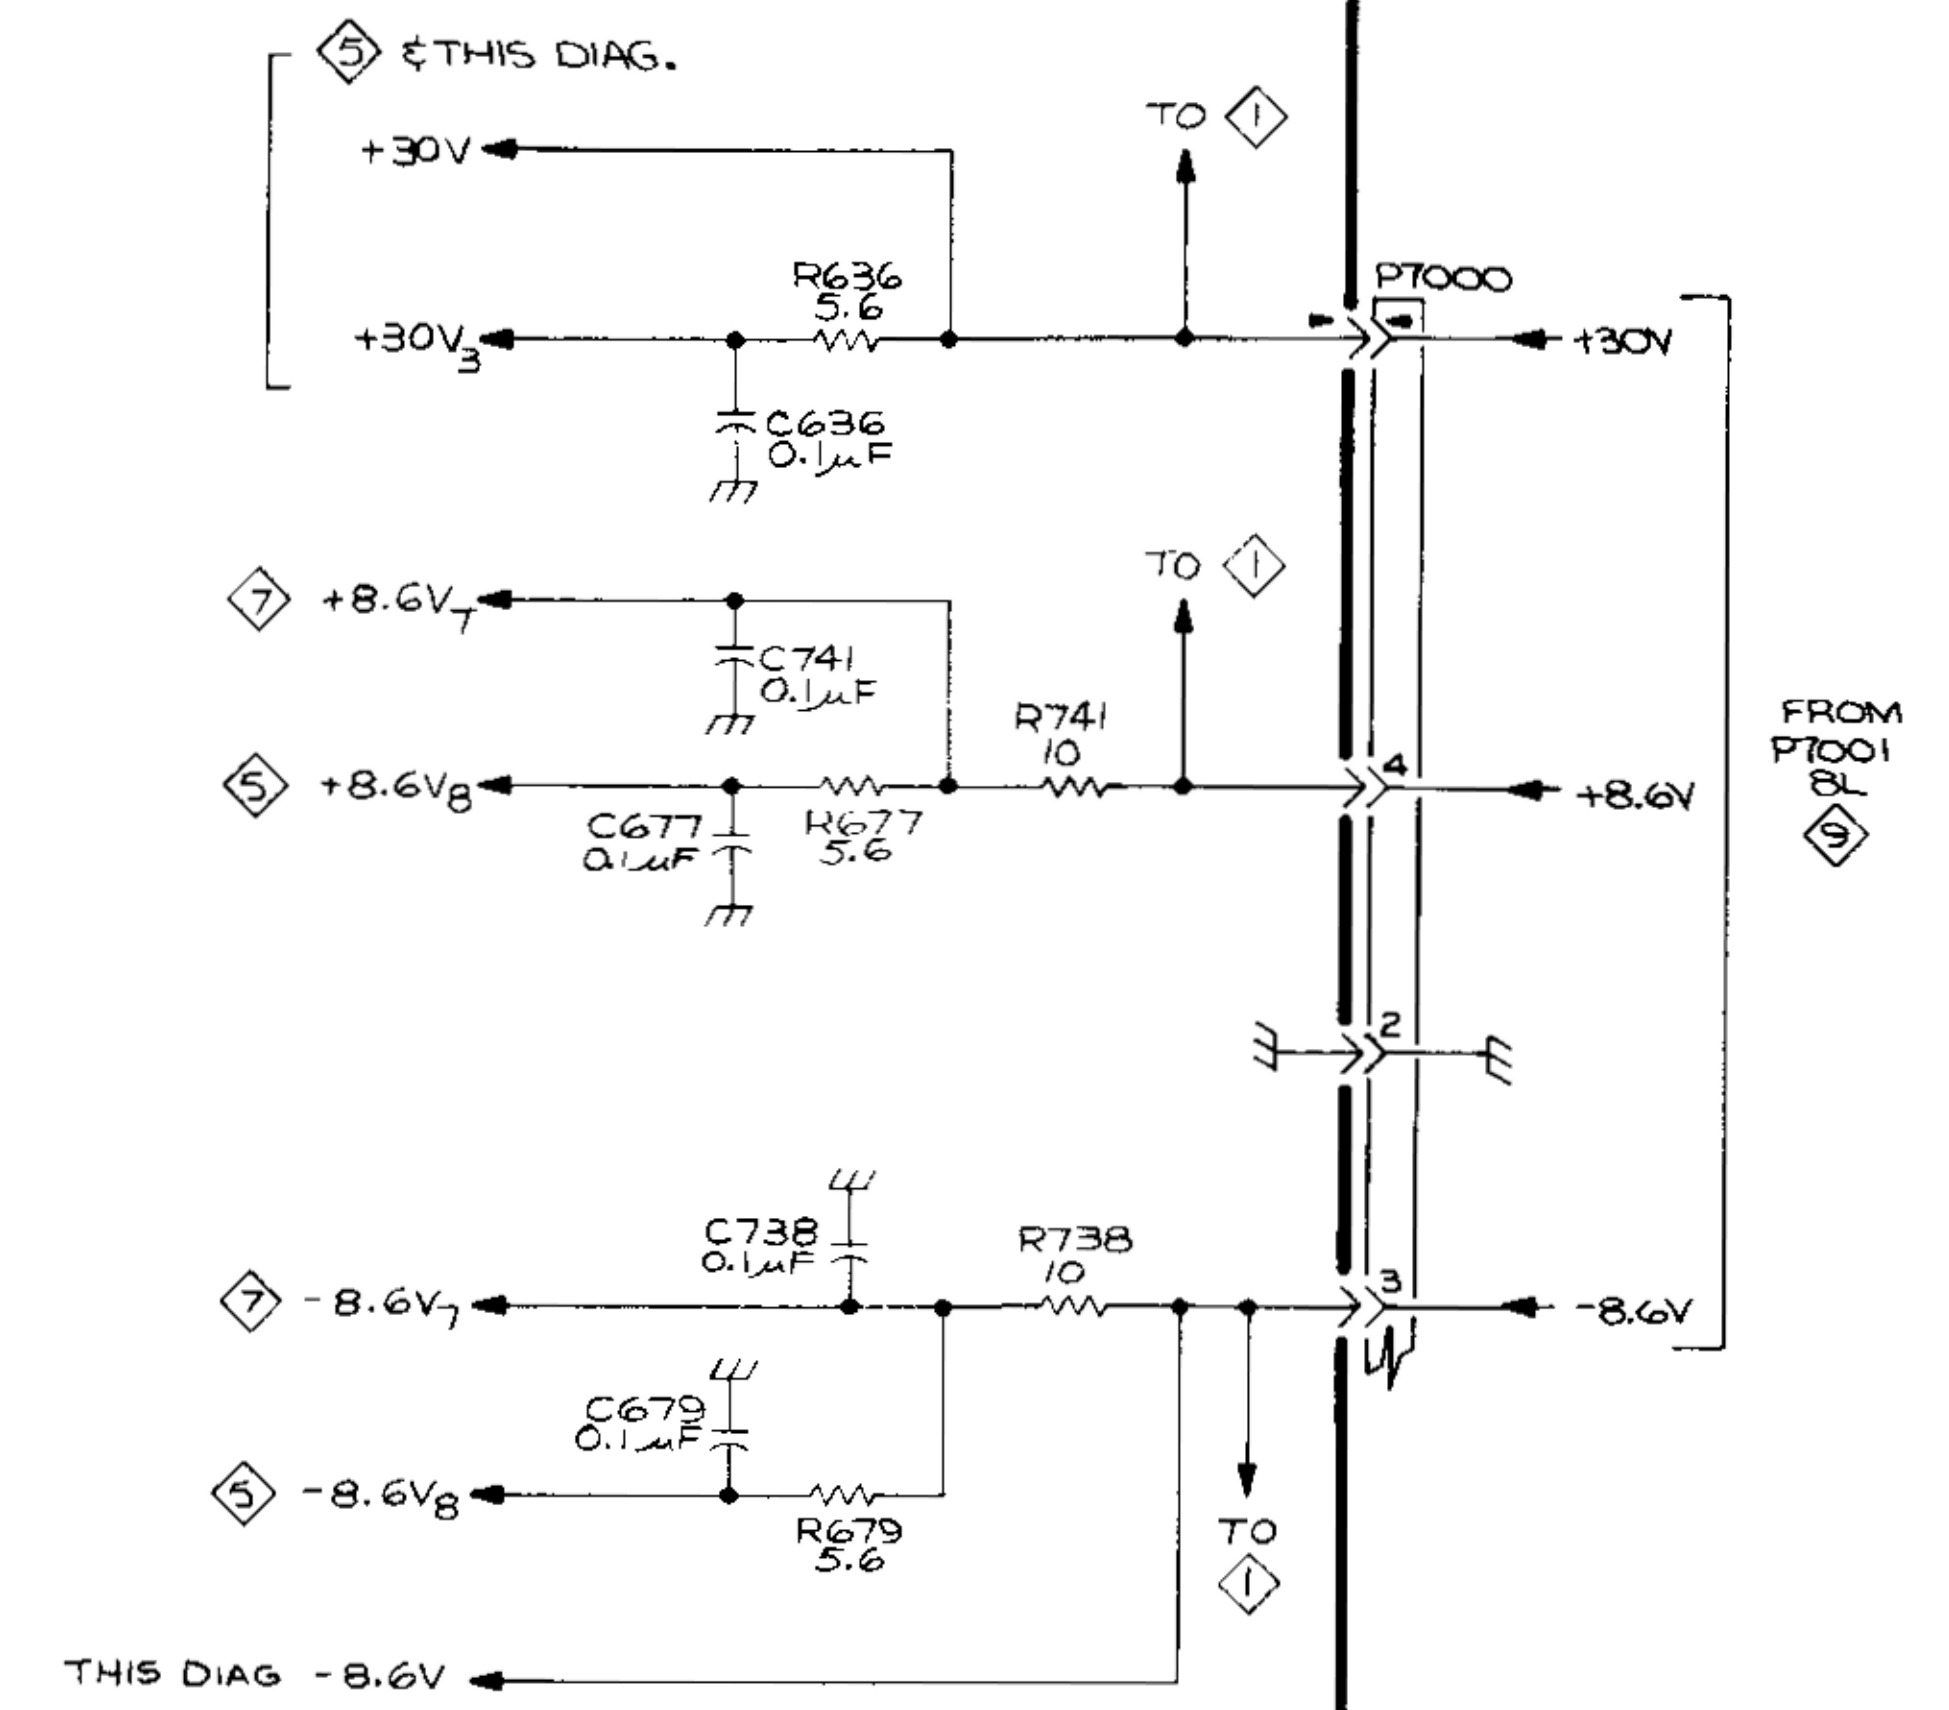 5 & THIS DIAG.
TO 1
+30V
P7000
R636
5.6
+30V3
+30V
C636
0.1µF
TO 1
7 +8.6V7
C741
0.1µF
R741
10
4
5 +8.6V8
+8.6V
C677
0.1µF
R677
5.6
FROM
P7001
8L
9
2
C738
0.1µF
R738
10
3
7 -8.6V7
-8.6V
C679
0.1µF
5 -8.6V8
R679
5.6
TO
1
THIS DIAG -8.6V